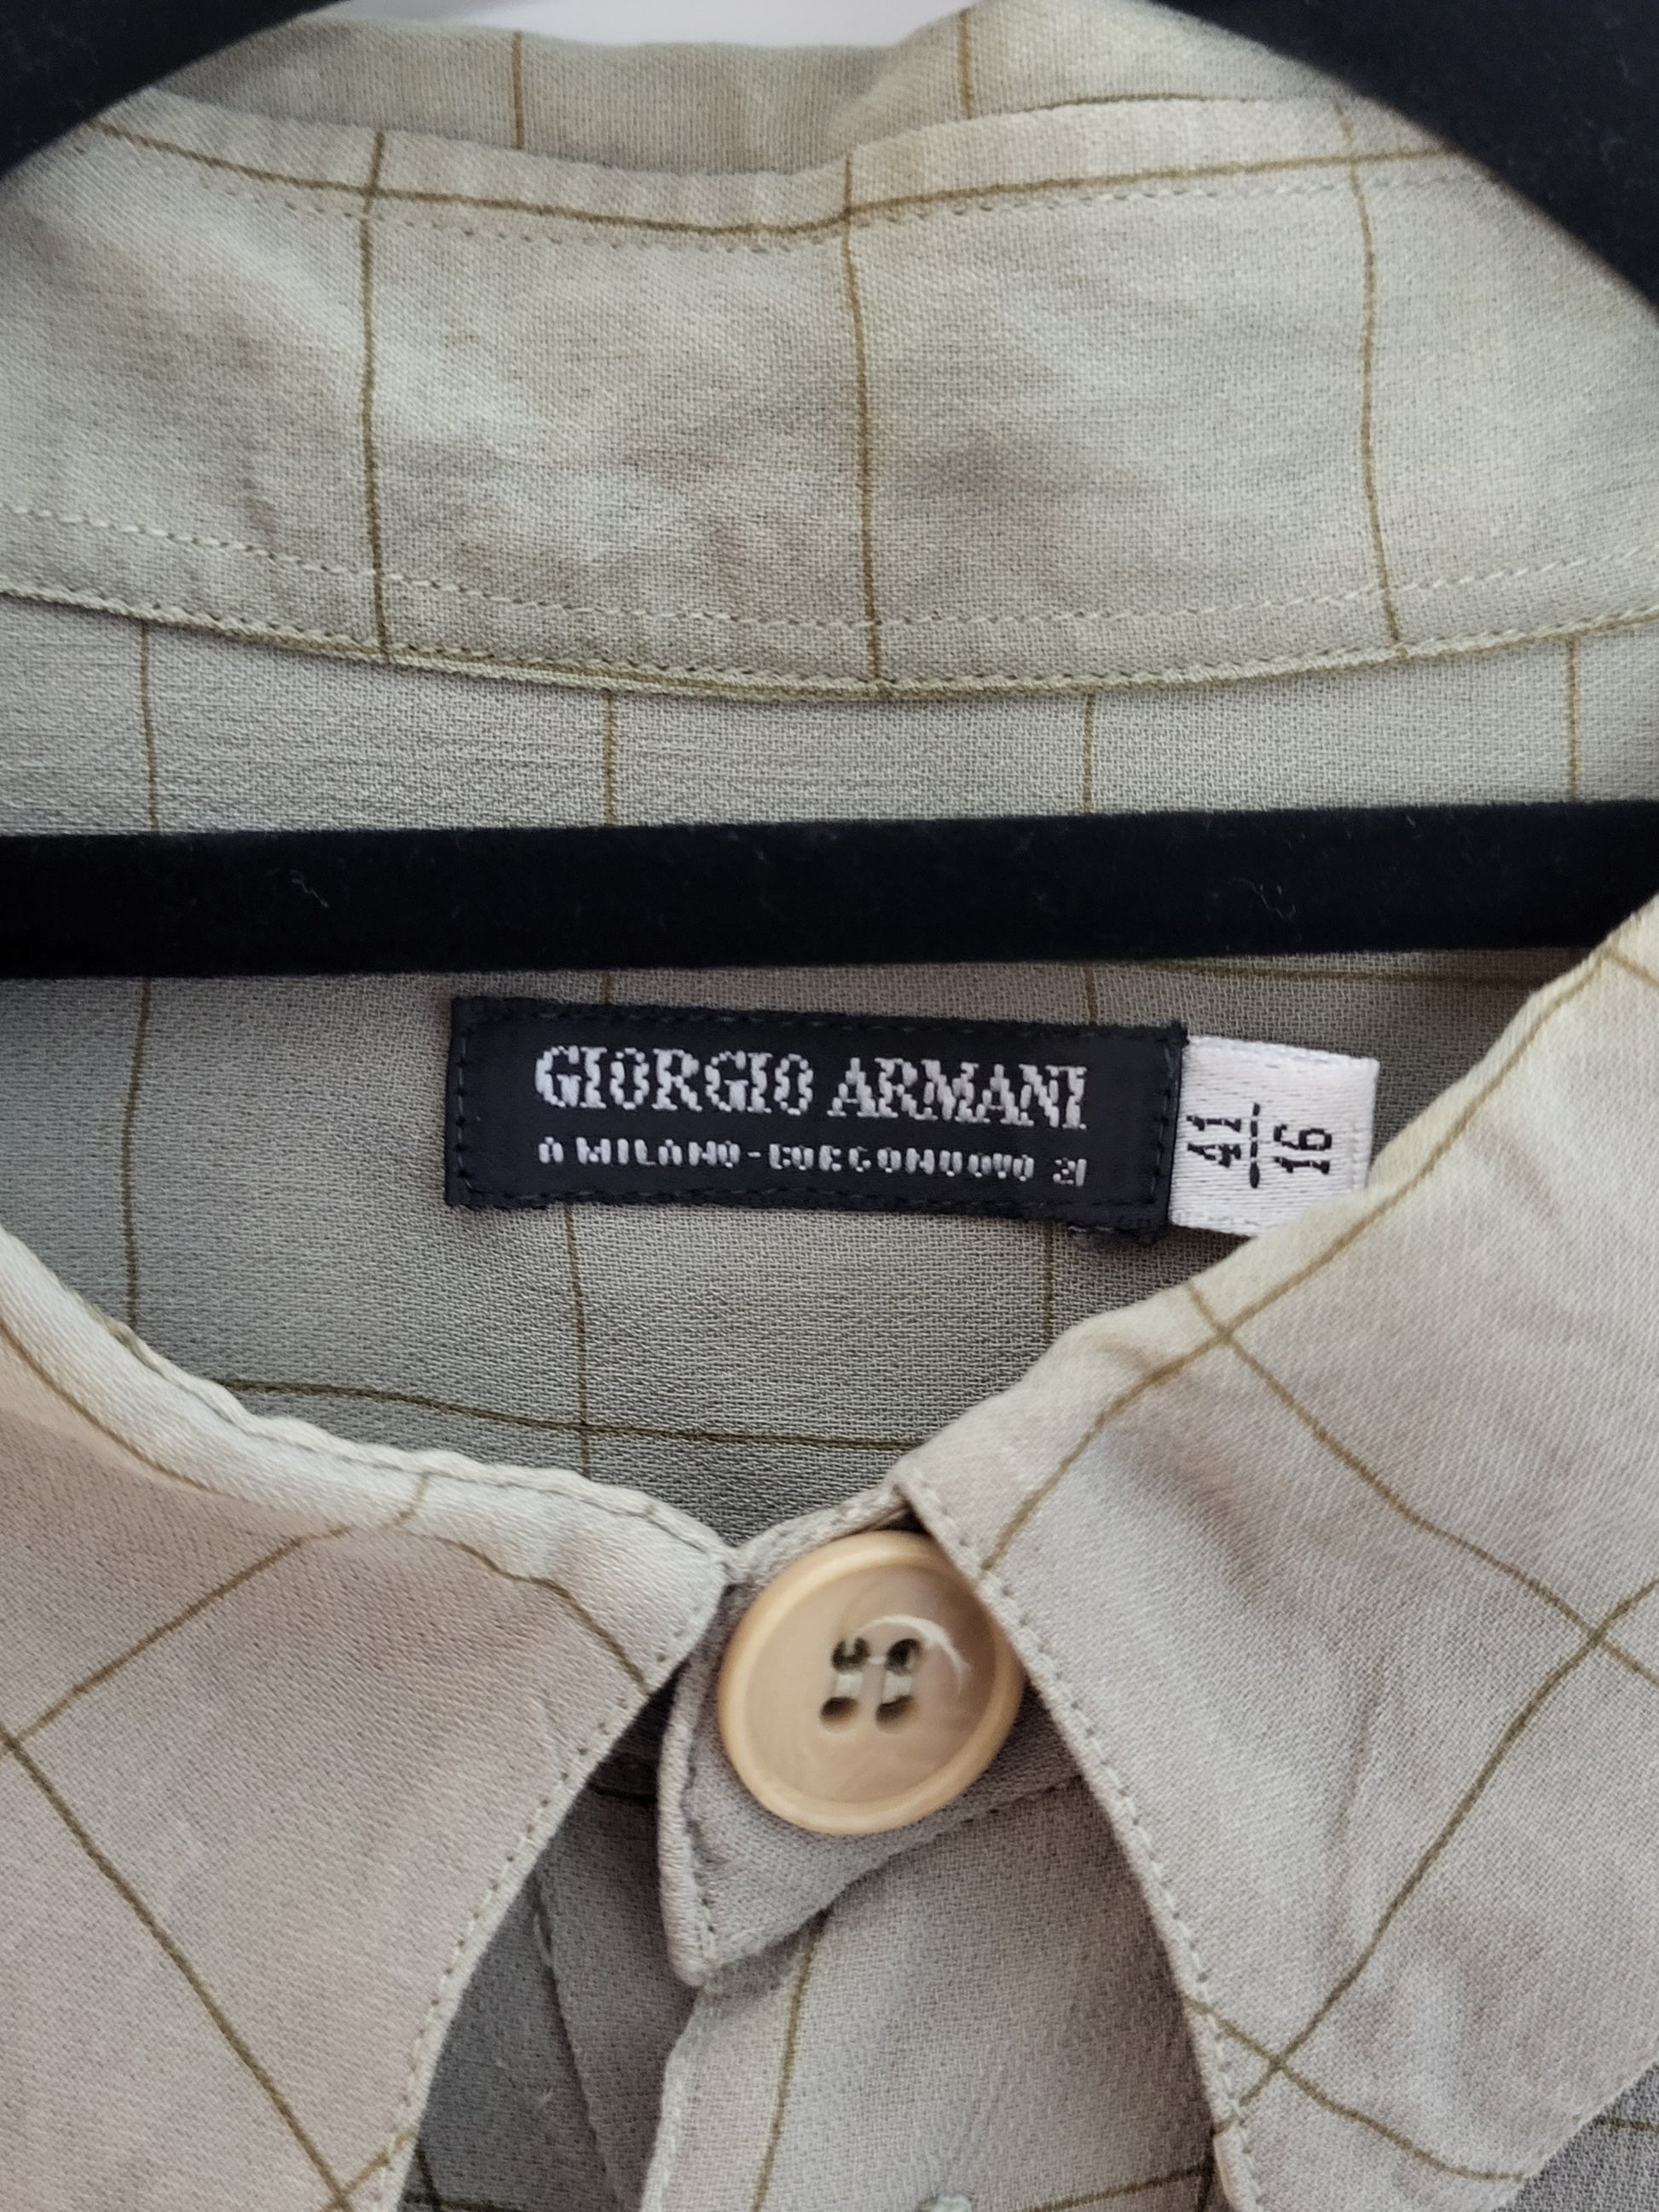 GIORGIO ARMANI
A MILANO-BORGONUOVO 21
41
16